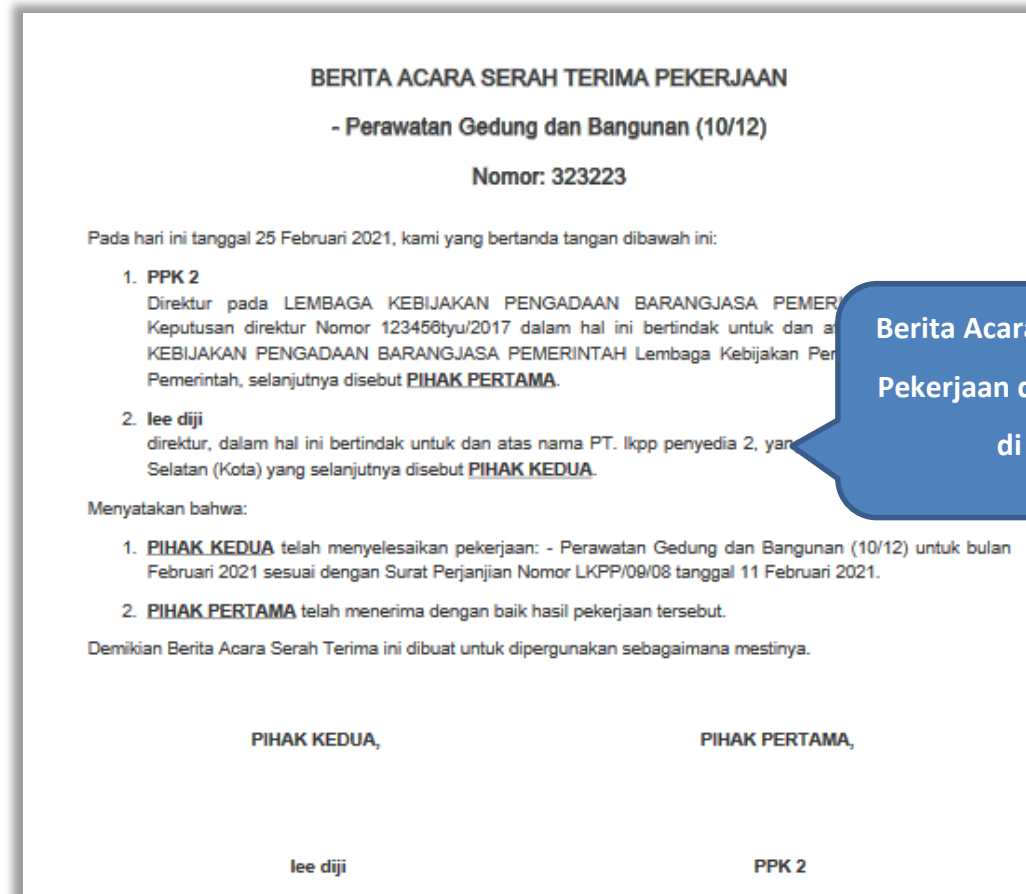 BERITA ACARA SERAH TERIMA PEKERJAAN
- Perawatan Gedung dan Bangunan (10/12)
Nomor: 323223
Pada hari ini tanggal 25 Februari 2021, kami yang bertanda tangan dibawah ini:
1. PPK 2
Direktur pada LEMBAGA KEBIJAKAN PENGADAAN BARANGJASA
Keputusan direktur Nomor 123456tyu/2017 dalam hal ini bertindak untuk dan
KEBIJAKAN PENGADAAN BARANGJASA PEMERINTAH Lembaga Kebijakan
Pemerintah, selanjutnya disebut PIHAK PERTAMA.
2. lee diji
direktur, dalam hal ini bertindak untuk dan atas nama PT. lkpp penyedia 2,
Selatan (Kota) yang selanjutnya disebut PIHAK KEDUA.
Berita Acara
Pekerjaan
di
Menyatakan bahwa:
1. PIHAK KEDUA telah menyelesaikan pekerjaan: - Perawatan Gedung dan Bangunan (10/12) untuk bulan
Februari 2021 sesuai dengan Surat Perjanjian Nomor LKPP/09/08 tanggal 11 Februari 2021.
2. PIHAK PERTAMA telah menerima dengan baik hasil pekerjaan tersebut.
Demikian Berita Acara Serah Terima ini dibuat untuk dipergunakan sebagaimana mestinya.
PIHAK KEDUA, PIHAK PERTAMA,
lee diji PPK 2